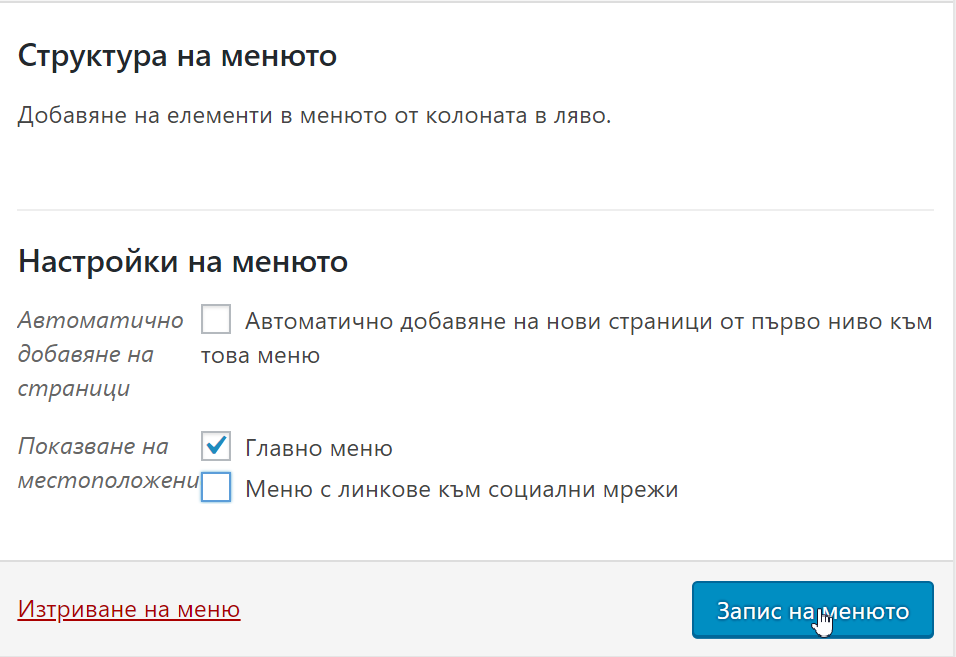 Структура на менюто
Добавяне на елементи в менюто от колоната в ляво.
Настройки на менюто
Автоматично
добавяне на
страници
Автоматично добавяне на нови страници от първо ниво към
това меню
Показване на
местоположени
Главно меню
Меню с линкове към социални мрежи
Изтриване на меню
Запис на менюто